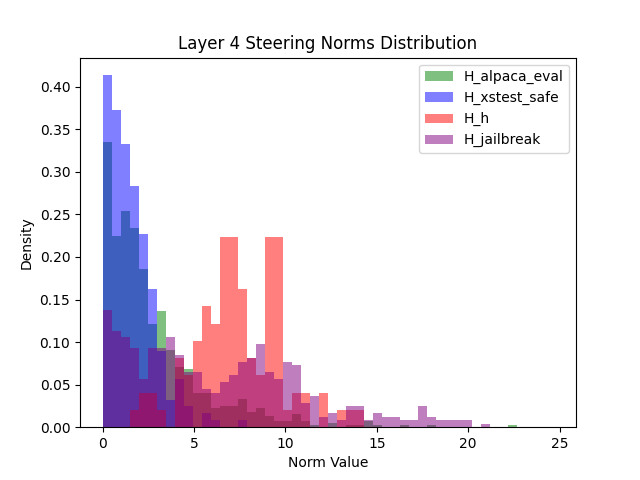 Layer 4 Steering Norms Distribution
H_alpaca_eval
H_xstest_safe
H_h
H_jailbreak
0.40
0.35
0.30
0.25
0.20
0.15
0.10
0.05
0.00
Density
0 5 10 15 20 25
Norm Value